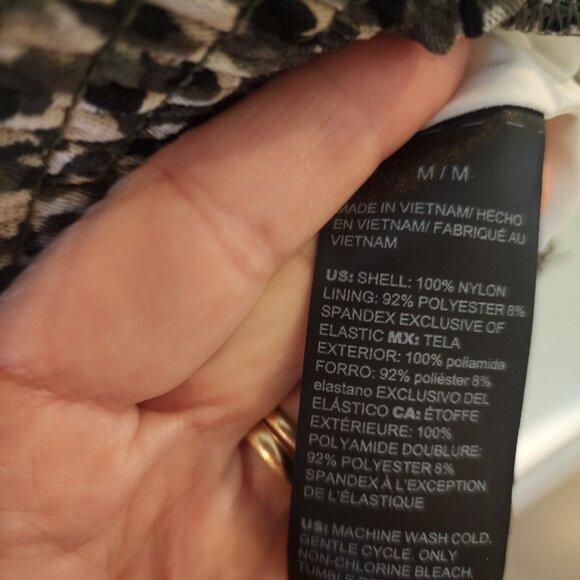 M / M
MADE IN VIETNAM/ HECHO
EN VIETNAM/ FABRIQUÉ AU
VIETNAM
US: SHELL: 100% NYLON
LINING: 92% POLYESTER 8%
SPANDEX EXCLUSIVE OF
ELASTIC MX: TELA
EXTERIOR: 100% poliamida
FORRO: 92% poliéster 8%
elastano EXCLUSIVO DEL
ELÁSTICO CA: ÉTOFFE
EXTÉRIEURE: 100%
POLYAMIDE DOUBLURE:
92% POLYESTER 8%
SPANDEX À L'EXCEPTION
DE L'ÉLASTIQUE
US: MACHINE WASH COLD,
GENTLE CYCLE. ONLY
NON-CHLORINE BLEACH.
TUMBLE